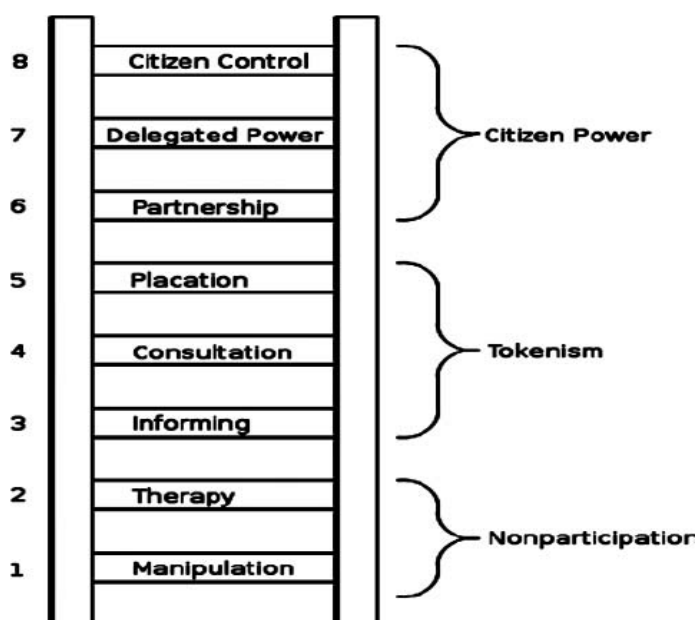 8 Citizen Control
7 Delegated Power Citizen Power
6 Partnership
5 Placation
4 Consultation Tokenism
3 Informing
2 Therapy
Nonparticipation
1 Manipulation